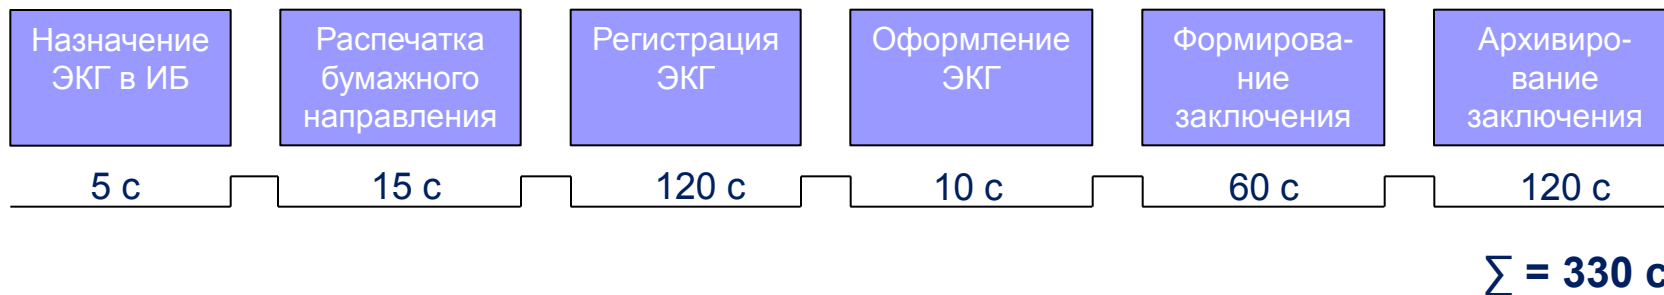 Назначение
ЭКГ в ИБ
Распечатка
бумажного
направления
Регистрация
ЭКГ
Оформление
ЭКГ
Формирова-
ние
заключения
Архивиро-
вание
заключения
5 с
15 с
120 с
10 с
60 с
120 с
∑ = 330 с